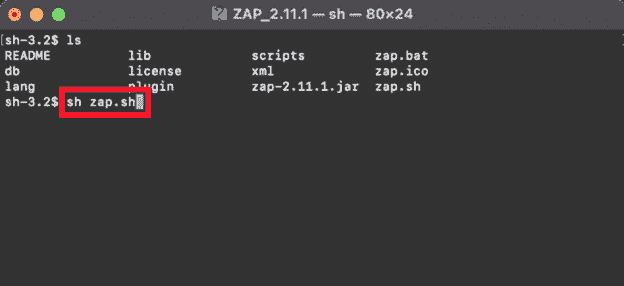 ZAP_2.11.1 — sh — 80×24
[sh-3.2$ ls
README lib scripts zap.bat
db license xml zap.ico
lang plugin zap-2.11.1.jar zap.sh
sh-3.2$ sh zap.sh